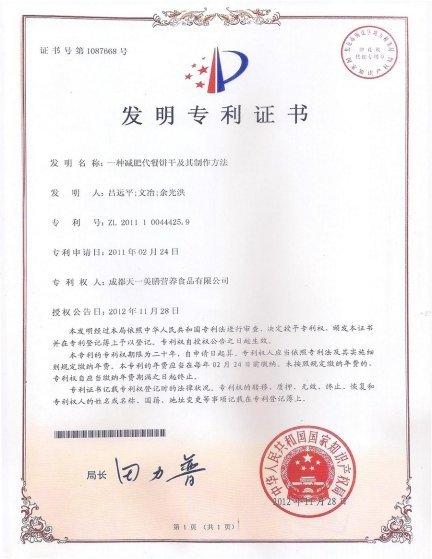 证书号第1087668号
发明专利证书
发明名称：一种减肥代餐饼干及其制作方法
发明人：吕远平;文冶;余光洪
专利号：ZL 2011 1 0044425.9
专利申请日：2011年02月24日
专利权人：成都天一美膳营养食品有限公司
授权公告日：2012年11月28日
本发明经过本局依照中华人民共和国专利法进行审查，决定授予专利权，颁发本证书
并在专利登记簿上予以登记。专利权自授权公告之日起生效。
本专利的专利权期限为二十年，自申请日起算。专利权人应当依照专利法及其实施细
则规定缴纳年费。本专利的年费应当在每年02月24日前缴纳。未按照规定缴纳年费的，
专利权自应当缴纳年费期满之日起终止。
专利证书记载专利权登记时的法律状况。专利权的转移、质押、无效、终止、恢复和
专利权人的姓名或名称、国籍、地址变更等事项记载在专利登记簿上。
局长 田力普
中华人民共和国国家知识产权局
2012年11月28日
第1页（共1页）